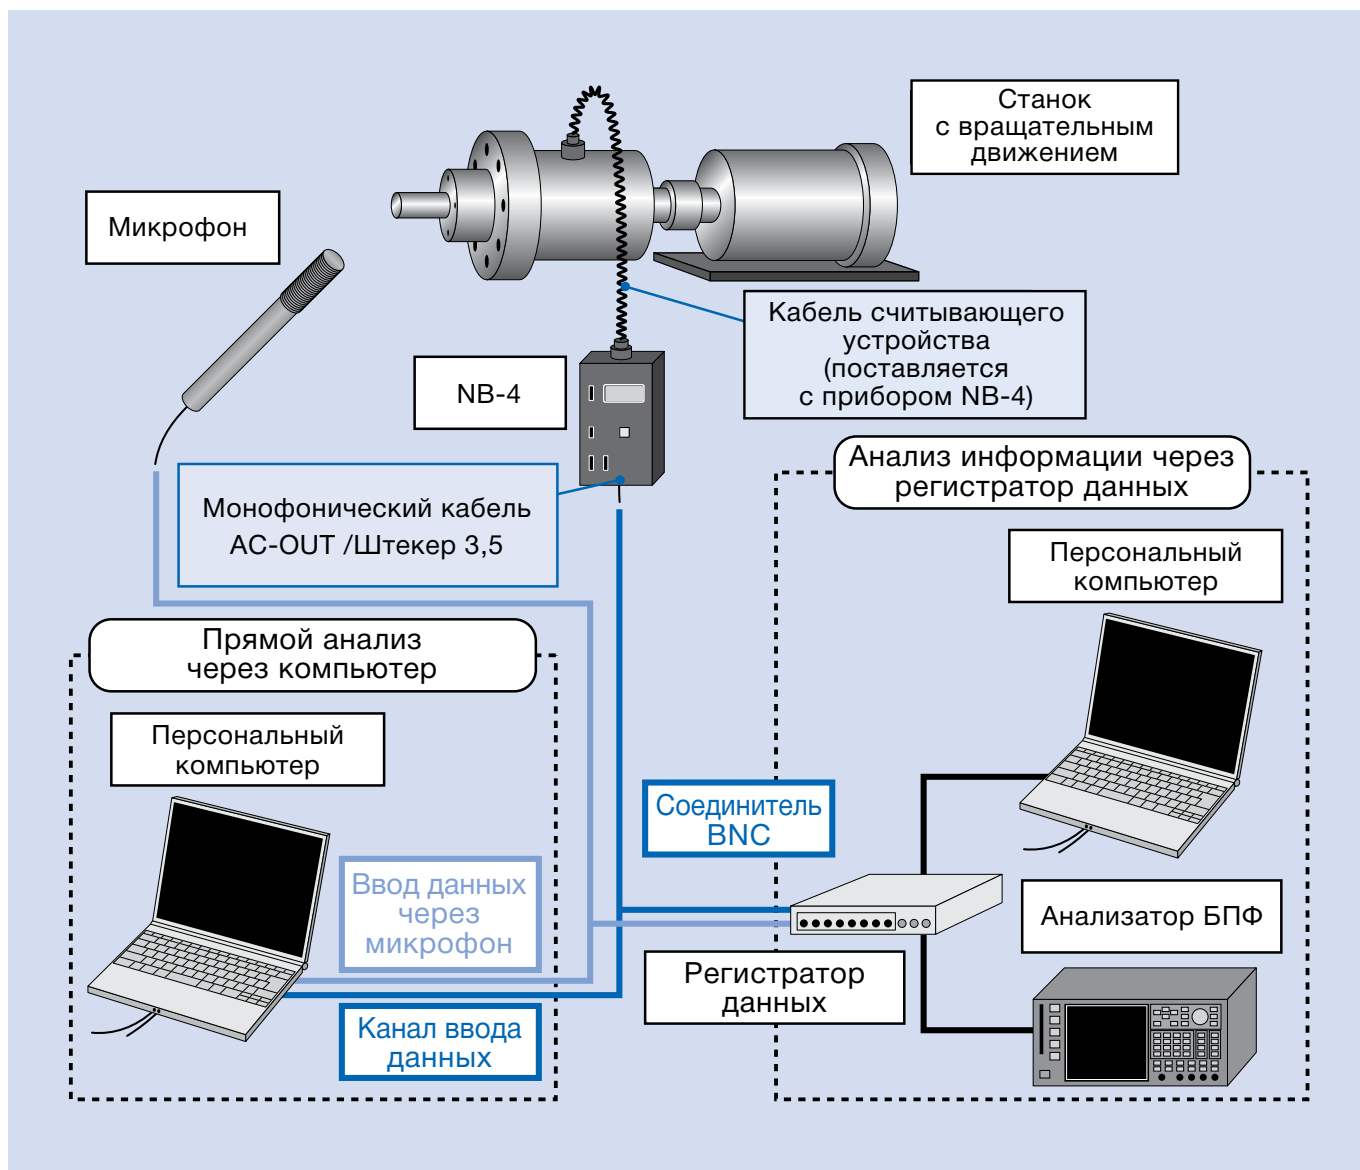 Станок
с вращательным
движением
Микрофон
Кабель считывающего
устройства
(поставляется
с прибором NB-4)
NB-4
Анализ информации через
регистратор данных
Монофонический кабель
AC-OUT /Штекер 3,5
Персональный
компьютер
Прямой анализ
через компьютер
Персональный
компьютер
Соединитель
BNC
Ввод данных
через
микрофон
Анализатор БПФ
Регистратор
данных
Канал ввода
данных